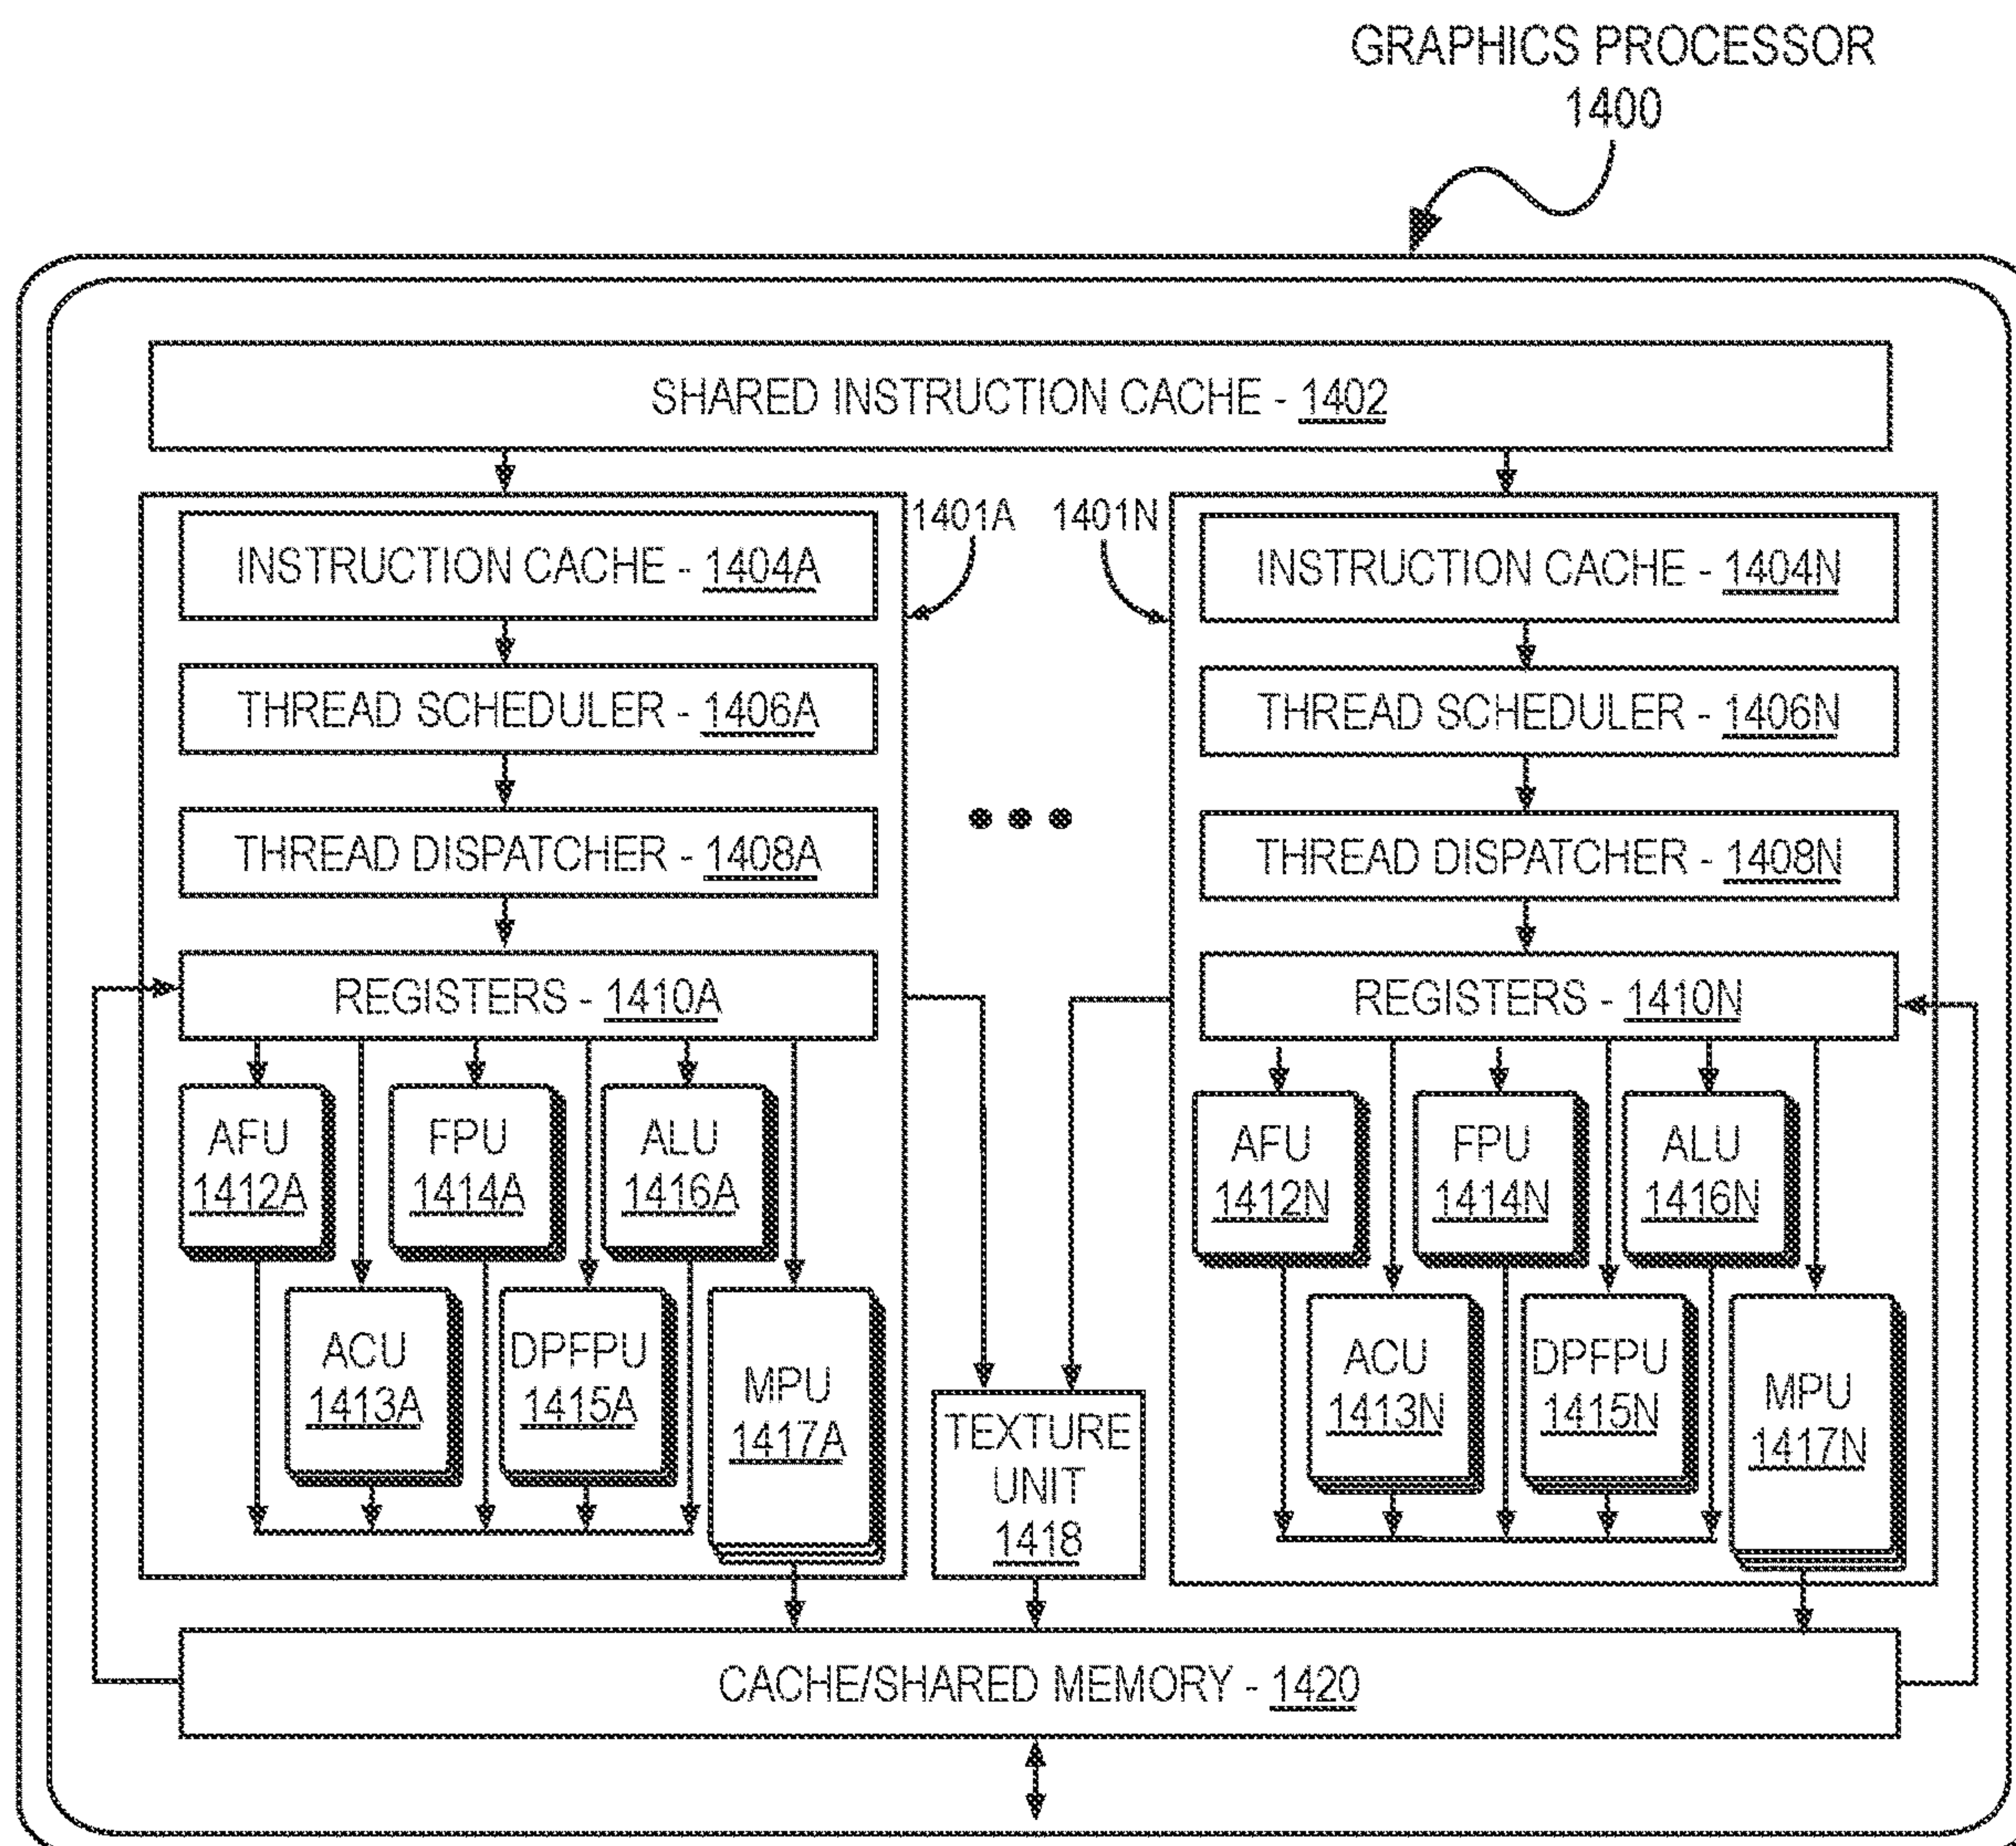 GRAPHICS PROCESSOR
1400
SHARED INSTRUCTION CACHE - 1402
1401A
1401N
INSTRUCTION CACHE - 1404A
THREAD SCHEDULER - 1406A
THREAD DISPATCHER - 1408A
REGISTERS - 1410A
AFU
1412A
FPU
1414A
ALU
1416A
ACU
1413A
DPFPU
1415A
MPU
1417A
TEXTURE
UNIT
1418
INSTRUCTION CACHE - 1404N
THREAD SCHEDULER - 1406N
THREAD DISPATCHER - 1408N
REGISTERS - 1410N
AFU
1412N
FPU
1414N
ALU
1416N
ACU
1413N
DPFPU
1415N
MPU
1417N
CACHE/SHARED MEMORY - 1420